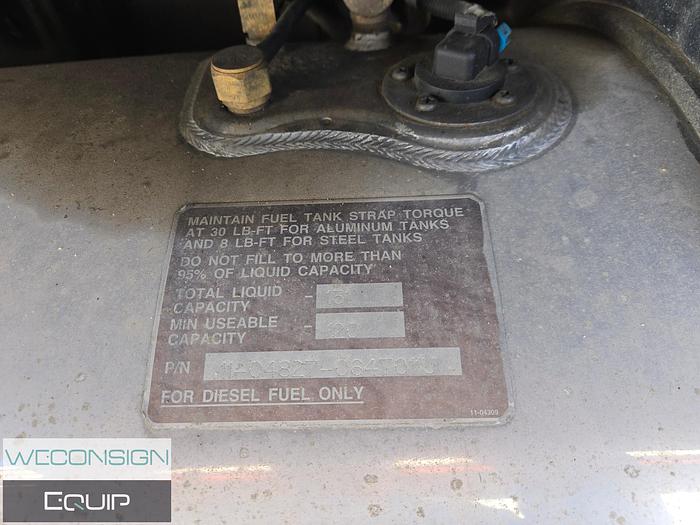 MAINTAIN FUEL TANK STRAP TORQUE
AT 30 LB-FT FOR ALUMINUM TANKS
AND 8 LB-FT FOR STEEL TANKS
DO NOT FILL TO MORE THAN
95% OF LIQUID CAPACITY
TOTAL LIQUID
CAPACITY -
MIN USEABLE
CAPACITY -
P/N
FOR DIESEL FUEL ONLY
11-04309
WECONSIGN
EQUIP